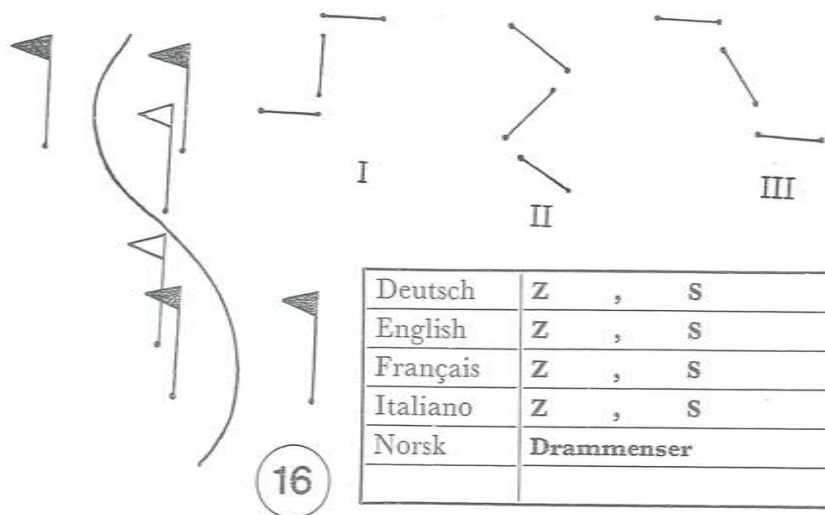 I
II
III
Deutsch Z , S
English Z , S
Français Z , S
Italiano Z , S
Norsk Drammenser
16